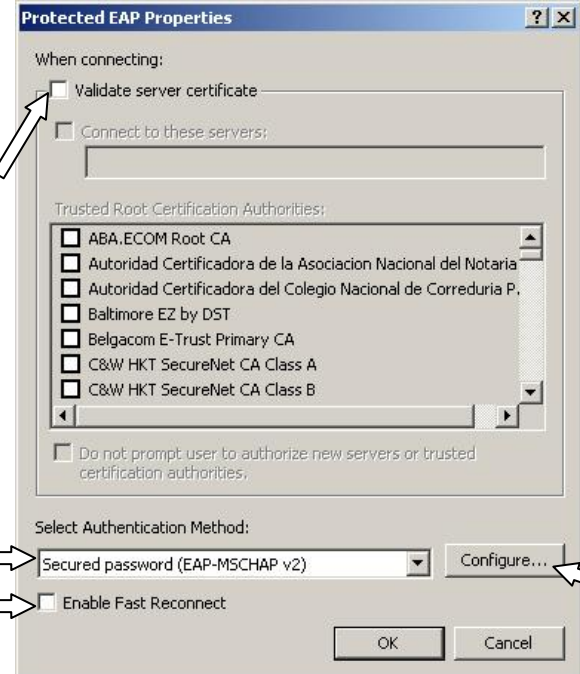 Protected EAP Properties
When connecting:
Validate server certificate
Connect to these servers:
Trusted Root Certification Authorities:
ABA.ECOM Root CA
Autoridad Certificadora de la Asociacion Nacional del Notaria
Autoridad Certificadora del Colegio Nacional de Correduria P.
Baltimore EZ by DST
Belgacom E-Trust Primary CA
C&W HKT SecureNet CA Class A
C&W HKT SecureNet CA Class B
Do not prompt user to authorize new servers or trusted
certification authorities.
Select Authentication Method:
Secured password (EAP-MSCHAP v2)
Configure...
Enable Fast Reconnect
OK
Cancel